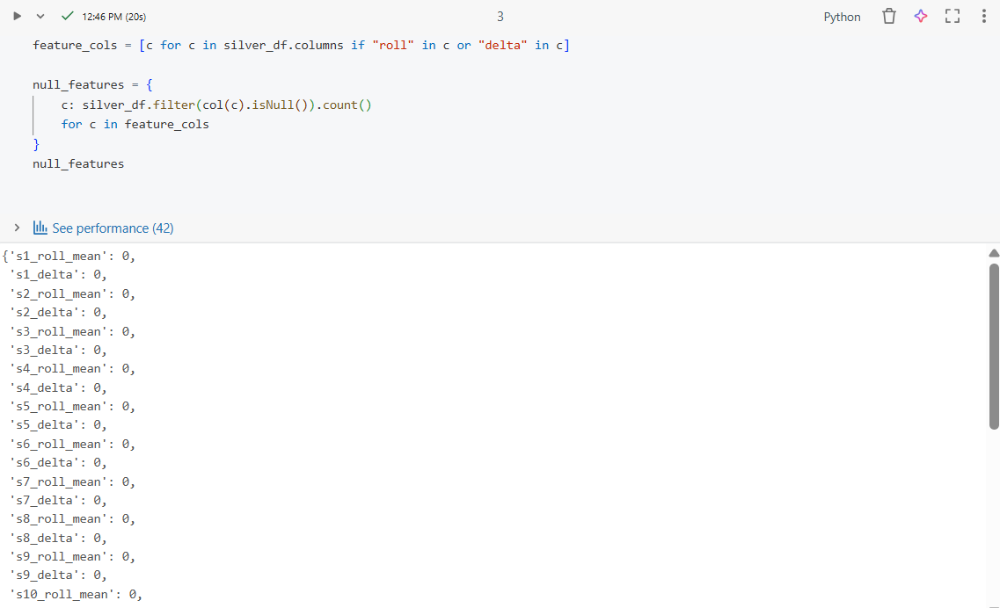 12:46 PM (20s)
3
Python
feature_cols = [c for c in silver_df.columns if "roll" in c or "delta" in c]
null_features = {
    c: silver_df.filter(col(c).isNull()).count()
    for c in feature_cols
}
null_features
See performance (42)
{'s1_roll_mean': 0,
 's1_delta': 0,
 's2_roll_mean': 0,
 's2_delta': 0,
 's3_roll_mean': 0,
 's3_delta': 0,
 's4_roll_mean': 0,
 's4_delta': 0,
 's5_roll_mean': 0,
 's5_delta': 0,
 's6_roll_mean': 0,
 's6_delta': 0,
 's7_roll_mean': 0,
 's7_delta': 0,
 's8_roll_mean': 0,
 's8_delta': 0,
 's9_roll_mean': 0,
 's9_delta': 0,
 's10_roll_mean': 0,